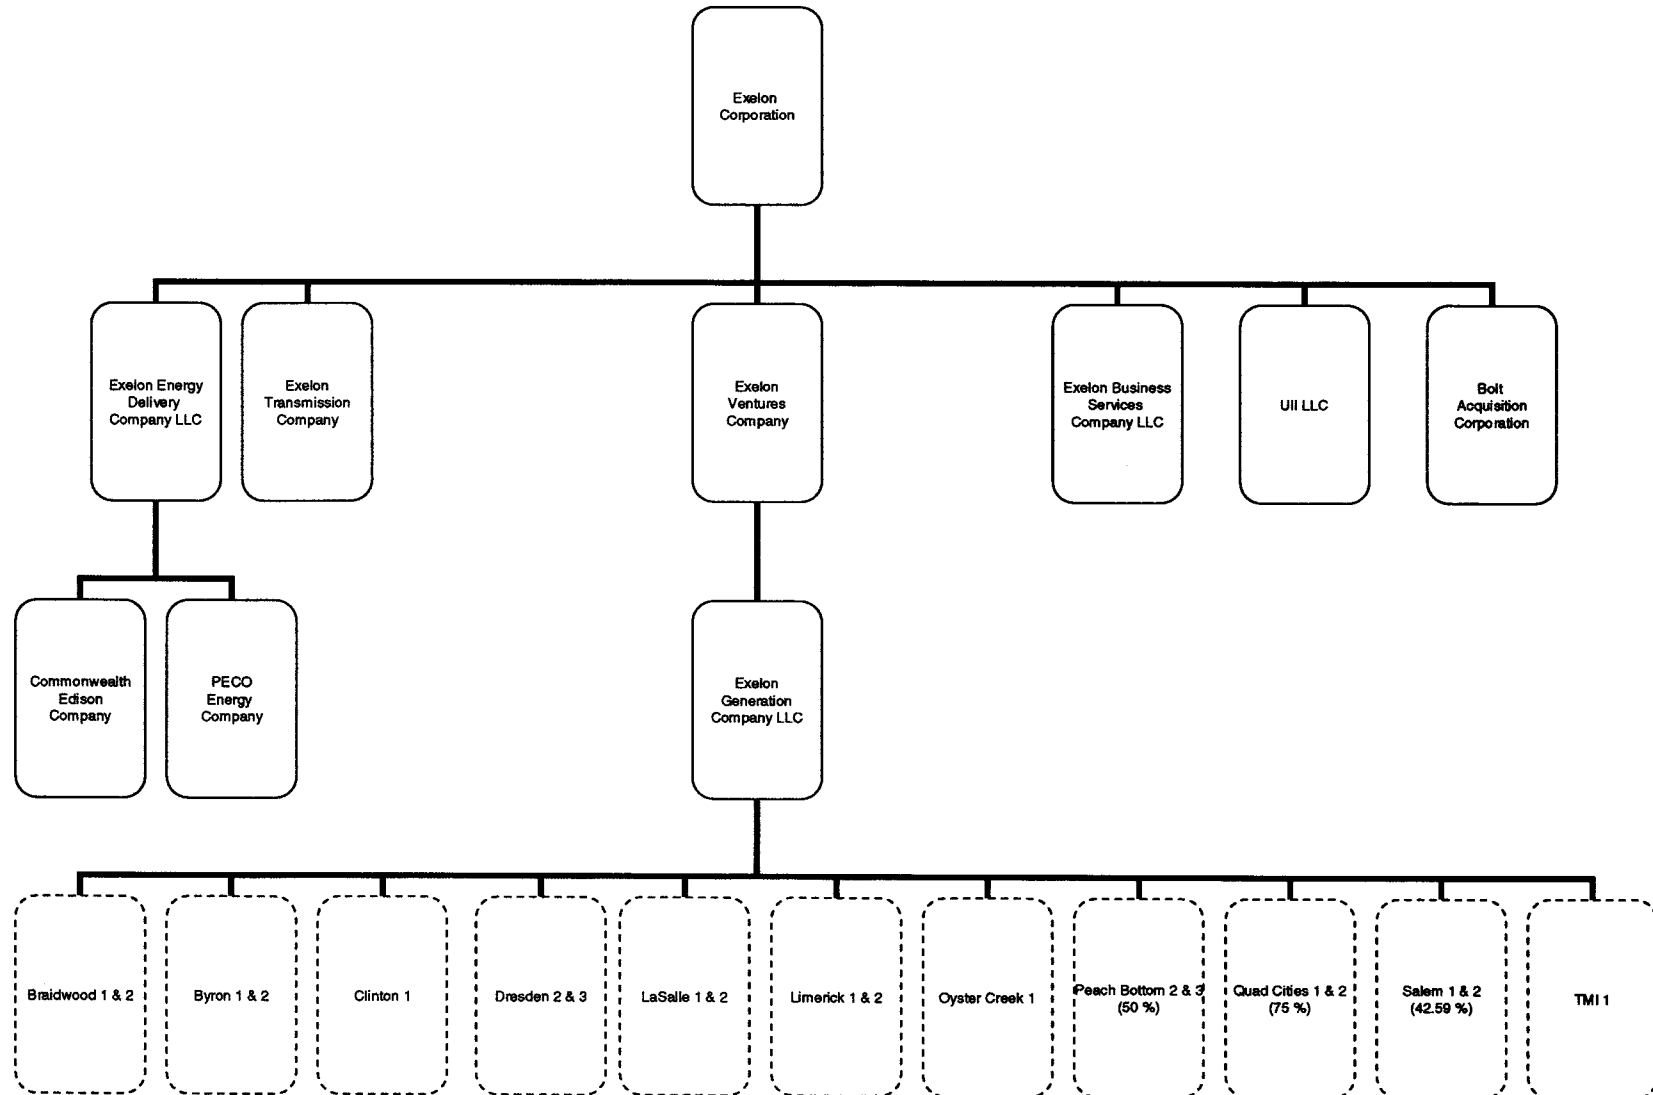 Exelon
Corporation
Exelon Energy
Delivery
Company LLC
Exelon
Transmission
Company
Exelon
Ventures
Company
Exelon Business
Services
Company LLC
UII LLC
Bolt
Acquisition
Corporation
Commonwealth
Edison
Company
PECO
Energy
Company
Exelon
Generation
Company LLC
Braidwood 1 & 2
Byron 1 & 2
Clinton 1
Dresden 2 & 3
LaSalle 1 & 2
Limerick 1 & 2
Oyster Creek 1
Peach Bottom 2 & 3
(50 %)
Quad Cities 1 & 2
(75 %)
Salem 1 & 2
(42.59 %)
TMI 1